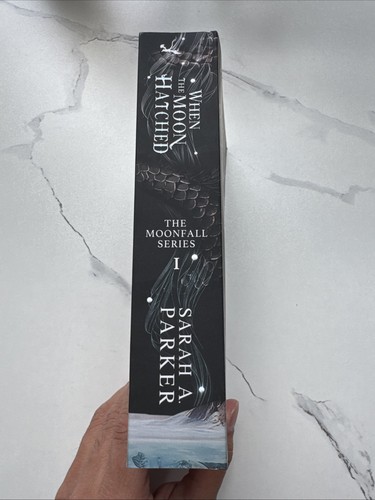 WHEN
THE MOON
HATCHED
THE
MOONFALL
SERIES
I
SARAH A.
PARKER